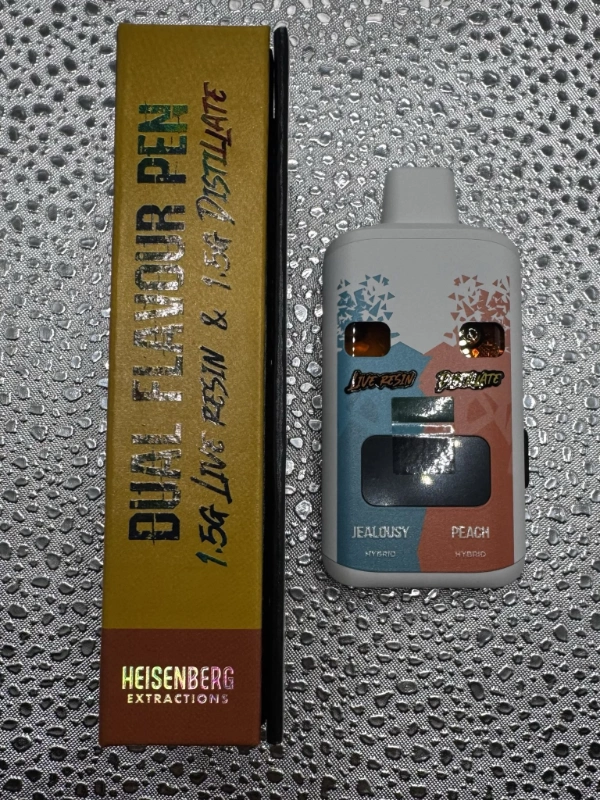 DUAL FLAVOUR PEN
1.5G LIVE RESIN & 1.5G DISTILLATE
HEISENBERG
EXTRACTIONS
LIVE RESIN
DISTILLATE
JEALOUSY
HYBRID
PEACH
HYBRID